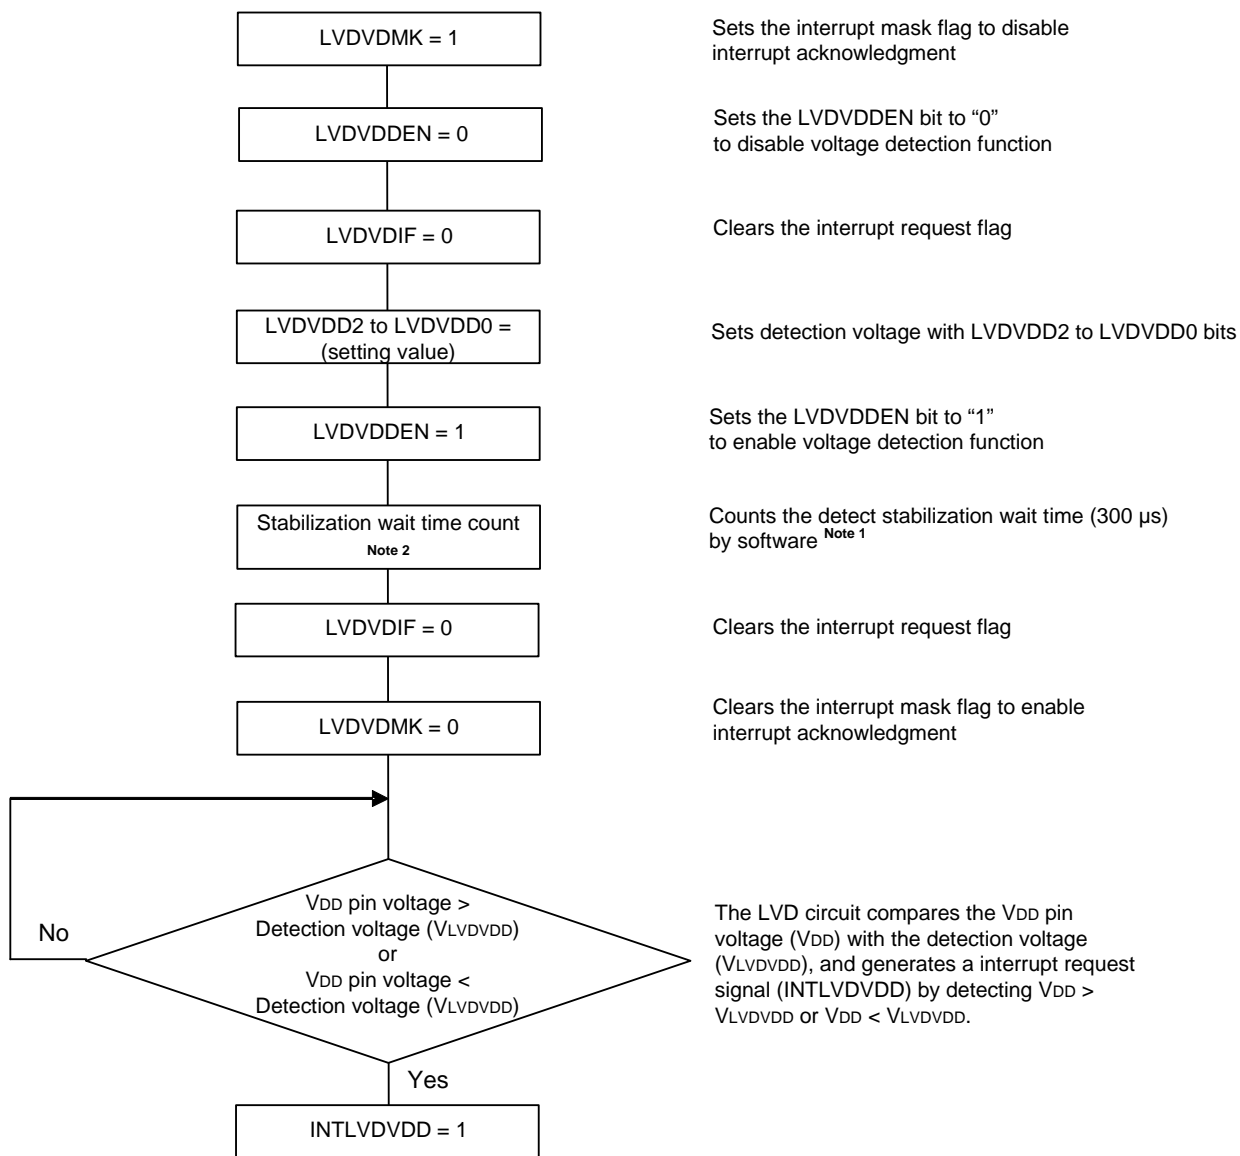 LVDVDMK = 1
Sets the interrupt mask flag to disable
interrupt acknowledgment
LVDVDDEN = 0
Sets the LVDVDDEN bit to “0”
to disable voltage detection function
LVDVDIF = 0
Clears the interrupt request flag
LVDVDD2 to LVDVDD0 =
(setting value)
Sets detection voltage with LVDVDD2 to LVDVDD0 bits
LVDVDDEN = 1
Sets the LVDVDDEN bit to “1”
to enable voltage detection function
Stabilization wait time count
Note 2
Counts the detect stabilization wait time (300 µs)
by software Note 1
LVDVDIF = 0
Clears the interrupt request flag
LVDVDMK = 0
Clears the interrupt mask flag to enable
interrupt acknowledgment
No
VDD pin voltage >
Detection voltage (VLVDVDD)
or
VDD pin voltage <
Detection voltage (VLVDVDD)
The LVD circuit compares the VDD pin
voltage (VDD) with the detection voltage
(VLVDVDD), and generates a interrupt request
signal (INTLVDVDD) by detecting VDD >
VLVDVDD or VDD < VLVDVDD.
Yes
INTLVDVDD = 1